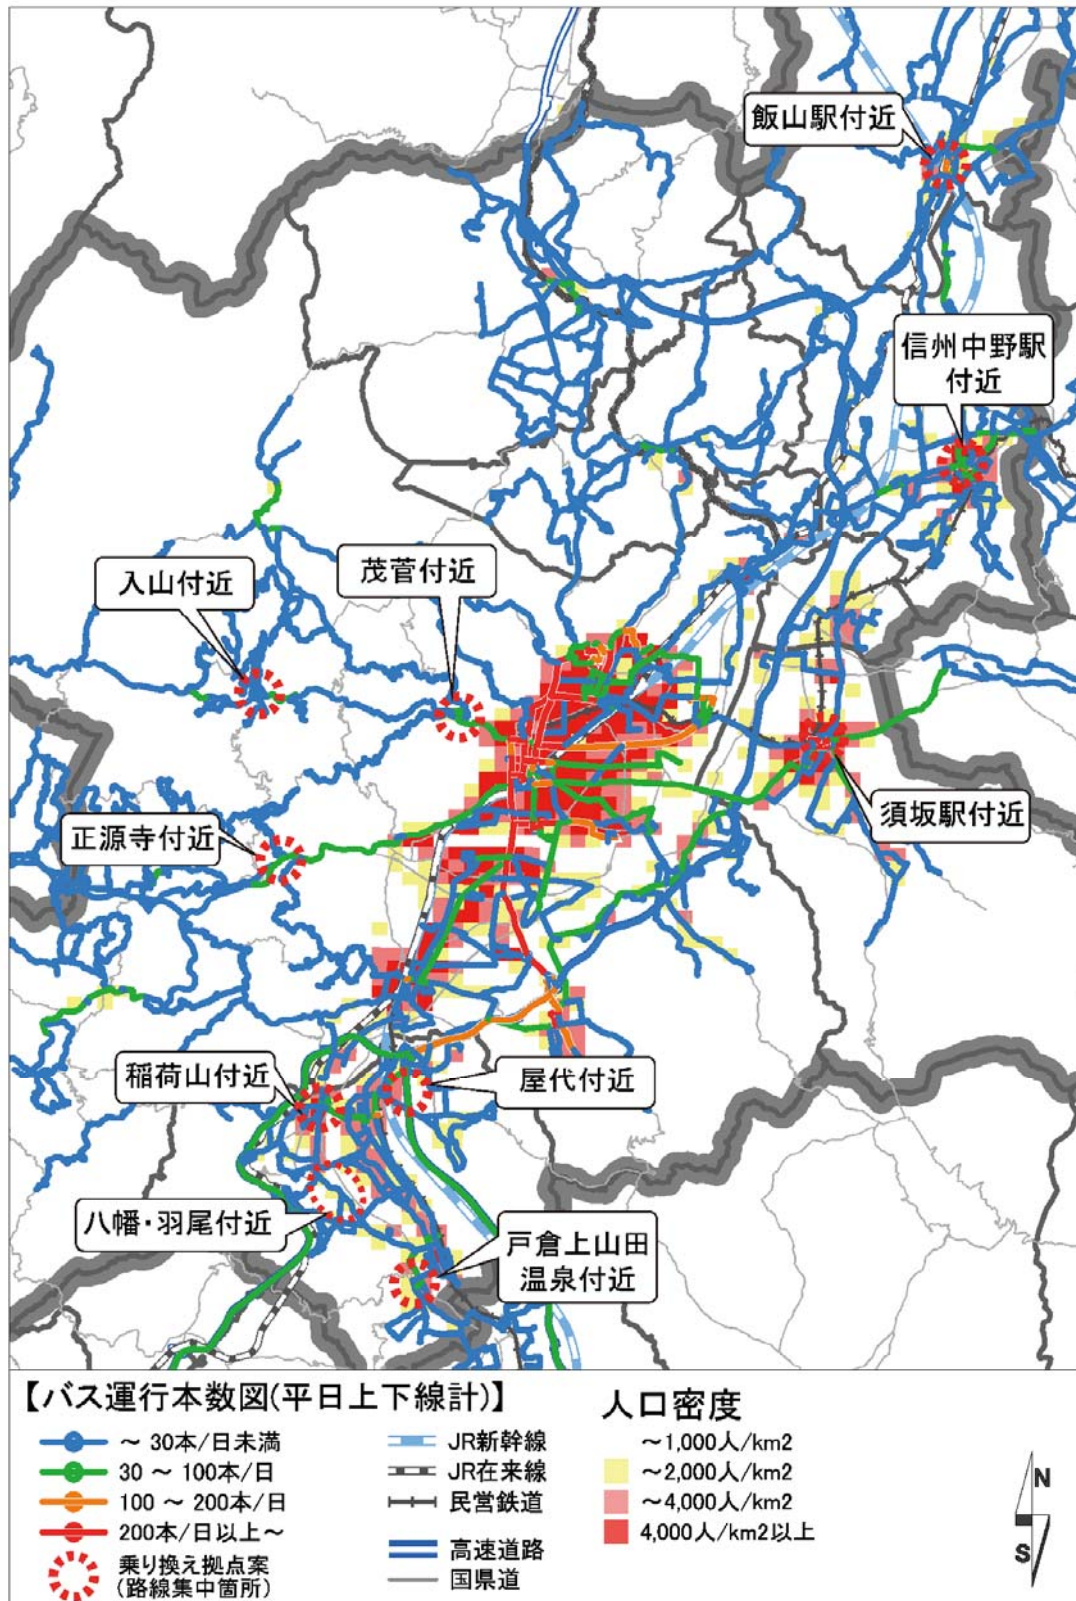 飯山駅付近
信州中野駅
付近
入山付近
茂菅付近
正源寺付近
須坂駅付近
稲荷山付近
屋代付近
八幡・羽尾付近
戸倉上山田
温泉付近
【バス運行本数図(平日上下線計)】
～ 30本/日未満
30 ～ 100本/日
100 ～ 200本/日
200本/日以上～
乗り換え拠点案
(路線集中箇所)
JR新幹線
JR在来線
民営鉄道
高速道路
国県道
人口密度
～1,000人/km2
～2,000人/km2
～4,000人/km2
4,000人/km2以上
N
S